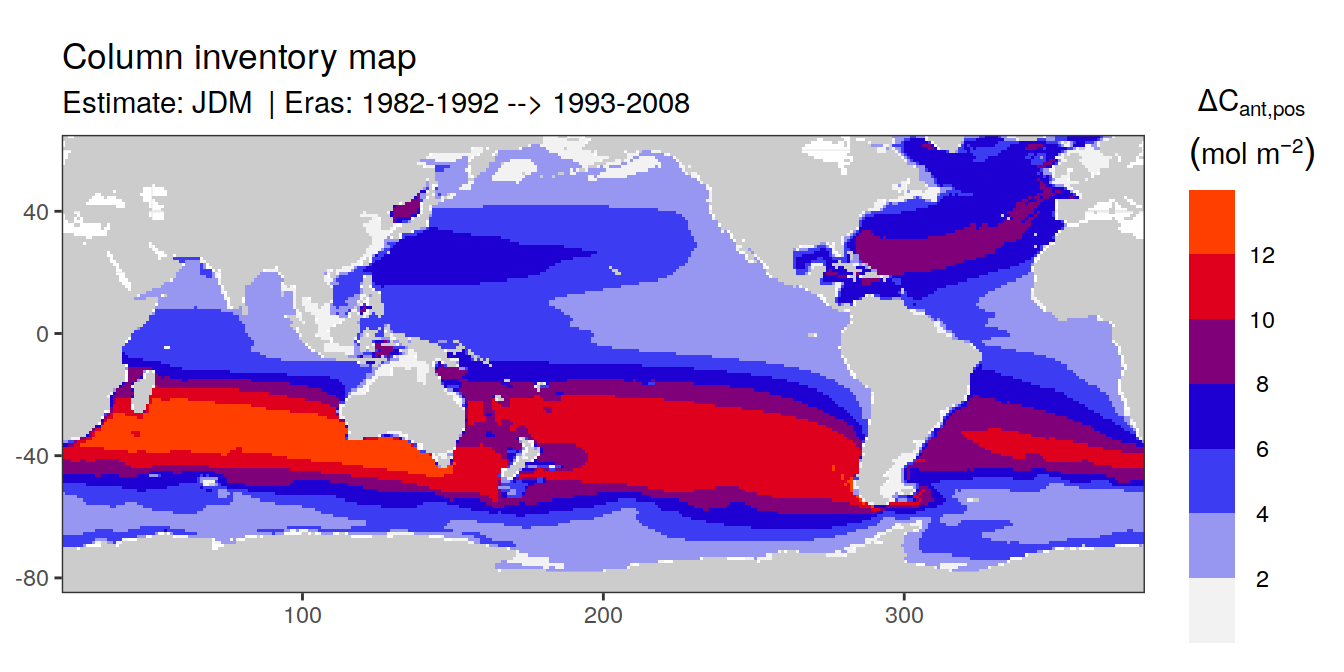 Column inventory map
Estimate: JDM | Eras: 1982-1992 --> 1993-2008
ΔCant,pos
(mol m−2)
12
10
8
6
4
2
40
0
-40
-80
100 200 300